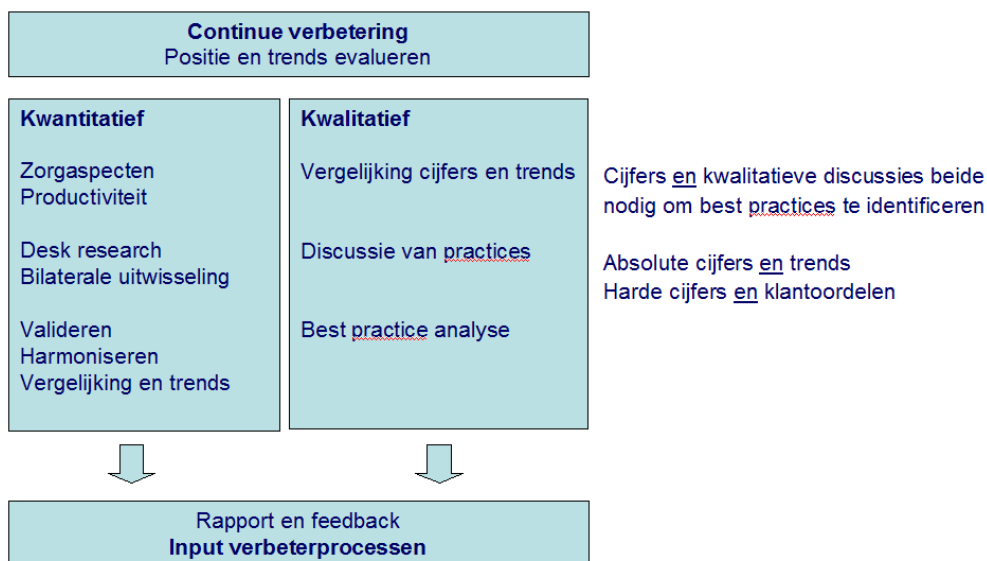 Continue verbetering
Positie en trends evalueren
Kwantitatief
Zorgaspecten
Productiviteit
Desk research
Bilaterale uitwisseling
Valideren
Harmoniseren
Vergelijking en trends
Kwalitatief
Vergelijking cijfers en trends
Discussie van practices
Best practice analyse
Cijfers en kwalitatieve discussies beide
nodig om best practices te identificeren
Absolute cijfers en trends
Harde cijfers en klantoordelen
Rapport en feedback
Input verbeterprocessen